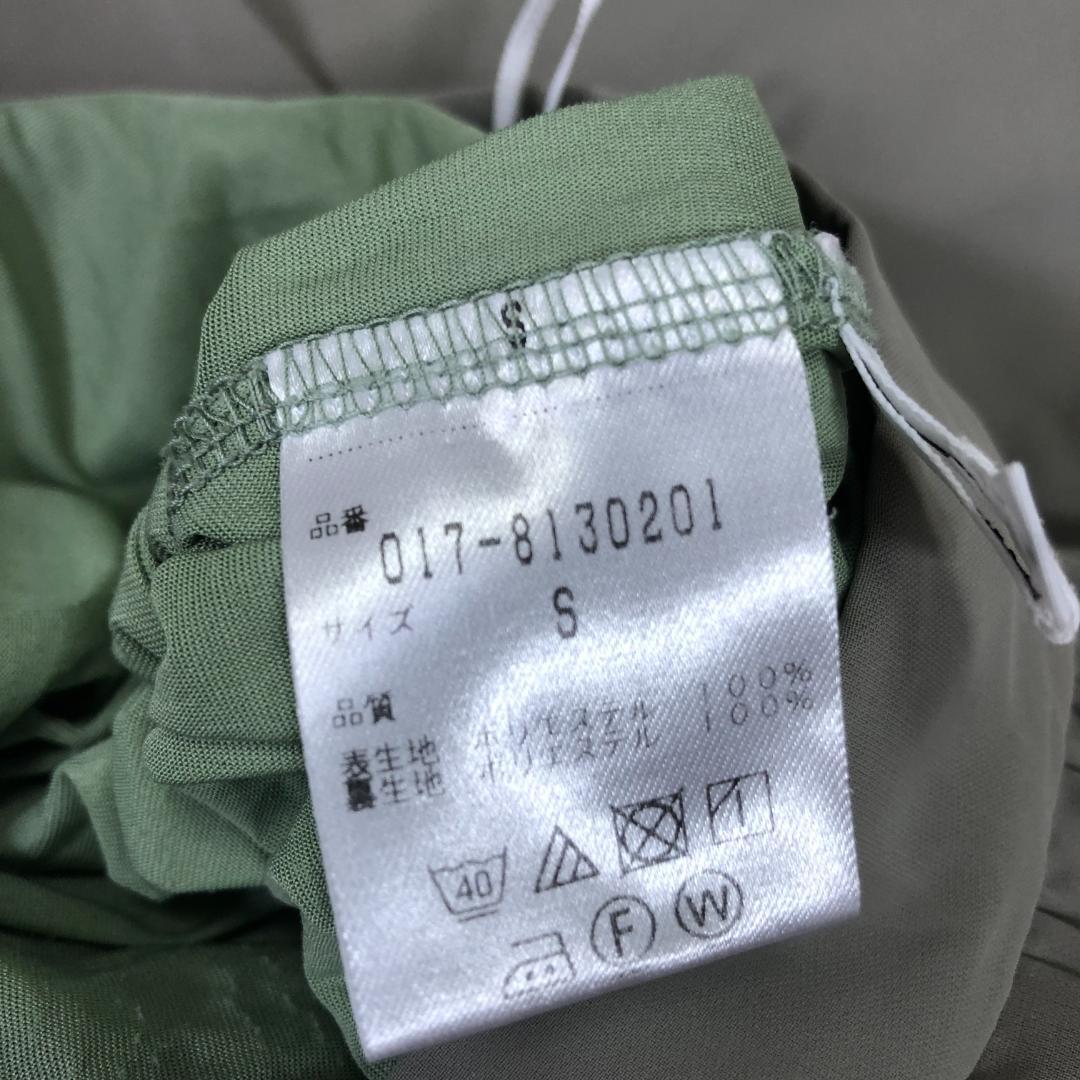 S
品番 017-8130201
サイズ S
品質
表生地 ポリエステル 100%
裏生地 ポリエステル 100%
40
F W